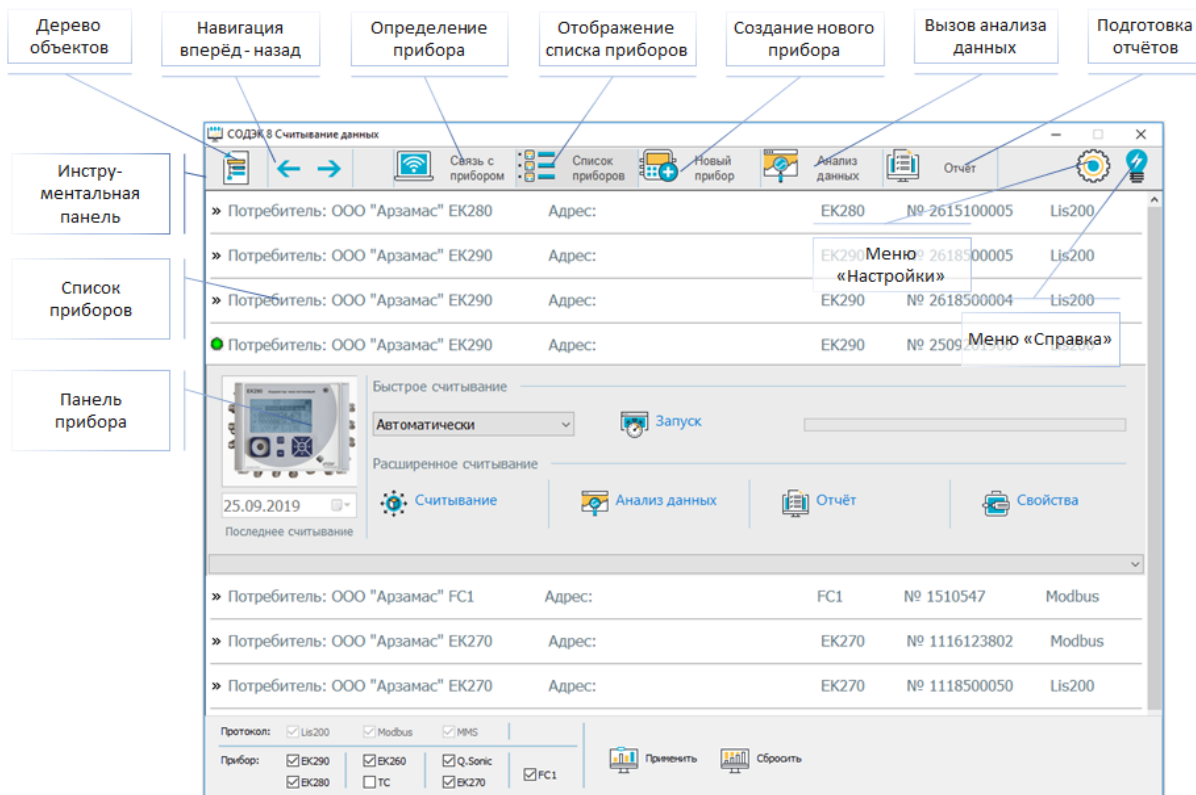 Дерево
объектов
Навигация
вперёд - назад
Определение
прибора
Отображение
списка приборов
Создание нового
прибора
Вызов анализа
данных
Подготовка
отчётов
СОДЭК 8 Считывание данных
Связь с
прибором
Список
приборов
Новый
прибор
Анализ
данных
Отчёт
Инстру-
ментальная
панель
» Потребитель: ООО "Арзамас" ЕК280 Адрес: ЕК280 № 2615100005 Lis200
» Потребитель: ООО "Арзамас" ЕК290 Адрес: ЕК290 № 2618500005 Lis200
Меню
«Настройки»
Список
приборов
» Потребитель: ООО "Арзамас" ЕК290 Адрес: ЕК290 № 2618500004 Lis200
Потребитель: ООО "Арзамас" ЕК290 Адрес: ЕК290 №
Меню «Справка»
Панель
прибора
EK290
Быстрое считывание
Автоматически
Запуск
Расширенное считывание
25.09.2019
Последнее считывание
Считывание
Анализ данных
Отчёт
Свойства
» Потребитель: ООО "Арзамас" FC1 Адрес: FC1 № 1510547 Modbus
» Потребитель: ООО "Арзамас" ЕК270 Адрес: ЕК270 № 1116123802 Modbus
» Потребитель: ООО "Арзамас" ЕК270 Адрес: ЕК270 № 1118500050 Lis200
Протокол: Lis200 Modbus MMS
Прибор: ЕК290 ЕК260 Q.Sonic
FC1
ЕК280 ТС ЕК270
Применить
Сбросить